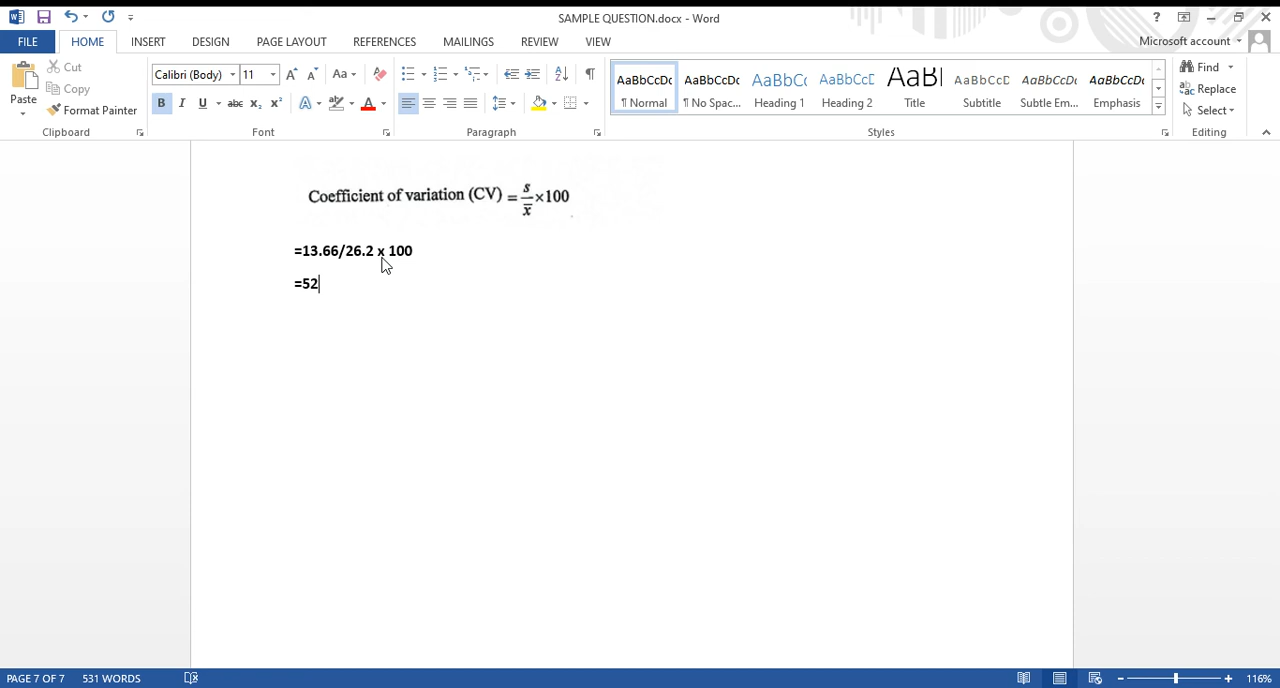 SAMPLE QUESTION.docx - Word
FILE HOME INSERT DESIGN PAGE LAYOUT REFERENCES MAILINGS REVIEW VIEW Microsoft account
Paste Cut Copy Format Painter
Calibri (Body) 11
AaBbCcDc AaBbCcDc AaBbCc AaBbCcC AaBl AaBbCcD AaBbCcDc AaBbCcDc
¶ Normal ¶ No Spac... Heading 1 Heading 2 Title Subtitle Subtle Em... Emphasis
Find Replace Select
Clipboard Font Paragraph Styles Editing
Coefficient of variation (CV) = s/x̅ ×100
=13.66/26.2 x 100
=52
PAGE 7 OF 7 531 WORDS 116%